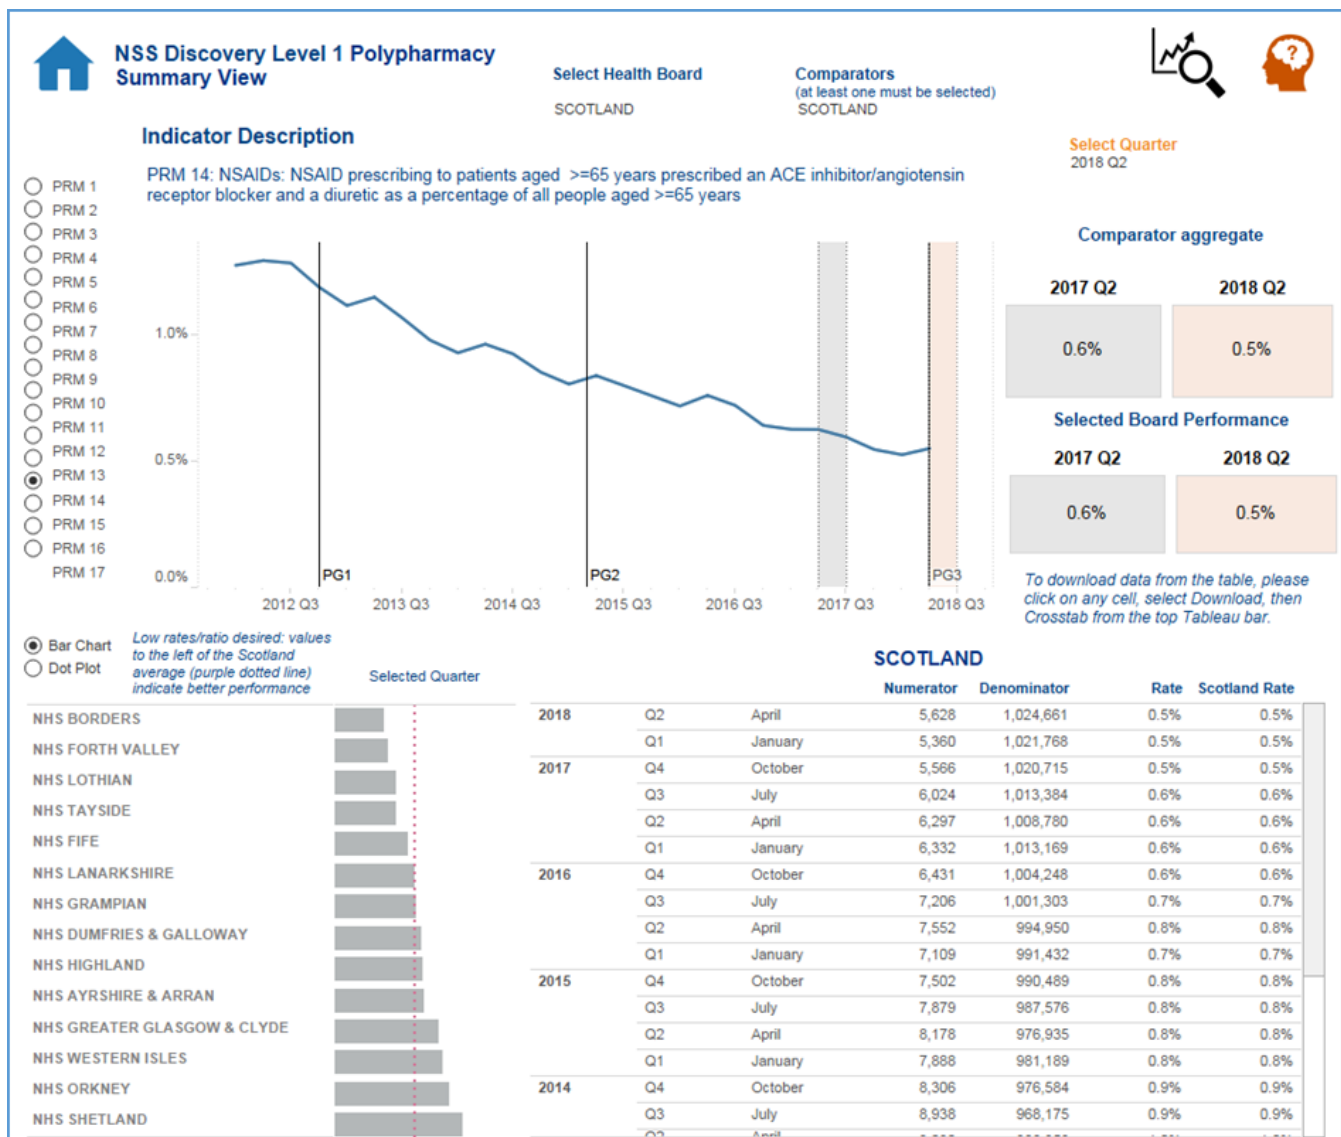 NSS Discovery Level 1 Polypharmacy
Summary View
Select Health Board
SCOTLAND
Comparators
(at least one must be selected)
SCOTLAND
?
Select Quarter
2018 Q2
Indicator Description
PRM 14: NSAIDs: NSAID prescribing to patients aged >=65 years prescribed an ACE inhibitor/angiotensin
receptor blocker and a diuretic as a percentage of all people aged >=65 years
PRM 1
PRM 2
PRM 3
PRM 4
PRM 5
PRM 6
PRM 7
PRM 8
PRM 9
PRM 10
PRM 11
PRM 12
PRM 13
PRM 14
PRM 15
PRM 16
PRM 17
1.0%
0.5%
0.0%
PG1
PG2
PG3
2012 Q3 2013 Q3 2014 Q3 2015 Q3 2016 Q3 2017 Q3 2018 Q3
Comparator aggregate
2017 Q2 2018 Q2
0.6% 0.5%
Selected Board Performance
2017 Q2 2018 Q2
0.6% 0.5%
To download data from the table, please
click on any cell, select Download, then
Crosstab from the top Tableau bar.
Bar Chart
Dot Plot
Low rates/ratio desired: values
to the left of the Scotland
average (purple dotted line)
indicate better performance
Selected Quarter
NHS BORDERS
NHS FORTH VALLEY
NHS LOTHIAN
NHS TAYSIDE
NHS FIFE
NHS LANARKSHIRE
NHS GRAMPIAN
NHS DUMFRIES & GALLOWAY
NHS HIGHLAND
NHS AYRSHIRE & ARRAN
NHS GREATER GLASGOW & CLYDE
NHS WESTERN ISLES
NHS ORKNEY
NHS SHETLAND
SCOTLAND
Numerator Denominator Rate Scotland Rate
2018 Q2 April 5,628 1,024,661 0.5% 0.5%
Q1 January 5,360 1,021,768 0.5% 0.5%
2017 Q4 October 5,566 1,020,715 0.5% 0.5%
Q3 July 6,024 1,013,384 0.6% 0.6%
Q2 April 6,297 1,008,780 0.6% 0.6%
Q1 January 6,332 1,013,169 0.6% 0.6%
2016 Q4 October 6,431 1,004,248 0.6% 0.6%
Q3 July 7,206 1,001,303 0.7% 0.7%
Q2 April 7,552 994,950 0.8% 0.8%
Q1 January 7,109 991,432 0.7% 0.7%
2015 Q4 October 7,502 990,489 0.8% 0.8%
Q3 July 7,879 987,576 0.8% 0.8%
Q2 April 8,178 976,935 0.8% 0.8%
Q1 January 7,888 981,189 0.8% 0.8%
2014 Q4 October 8,306 976,584 0.9% 0.9%
Q3 July 8,938 968,175 0.9% 0.9%